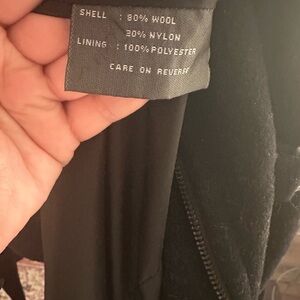 SHELL : 80% WOOL
20% NYLON
LINING : 100% POLYESTER
CARE ON REVERSE